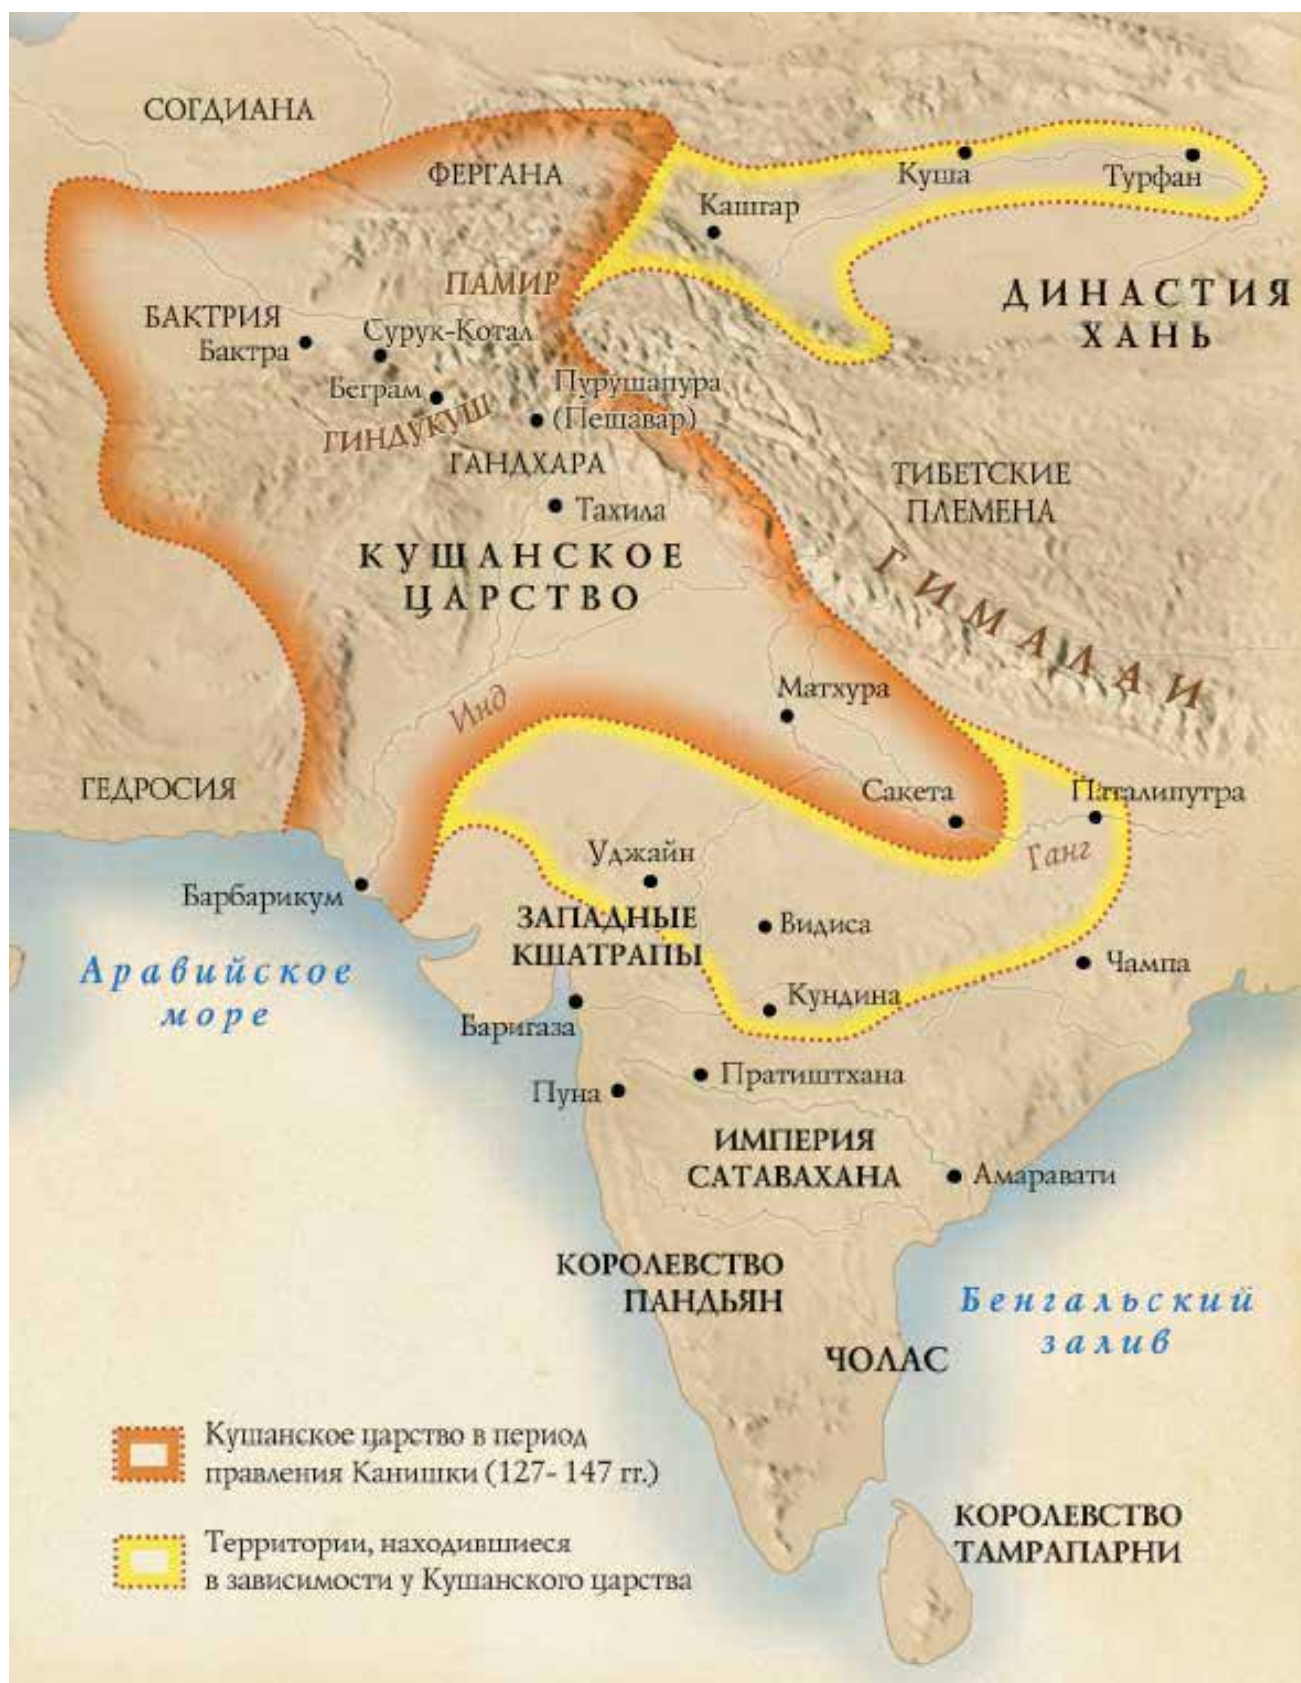 СОГДИАНА
ФЕРГАНА
Куша
Турфан
Кашгар
ПАМИР
ДИНАСТИЯ
ХАНЬ
БАКТРИЯ
Бактра
Сурук-Котал
Беграм
ГИНДУКУШ
Пурушапура
(Пешавар)
ГАНДХАРА
Тахила
ТИБЕТСКИЕ
ПЛЕМЕНА
КУШАНСКОЕ
ЦАРСТВО
ГИМАЛАИ
Инд
Матхура
ГЕДРОСИЯ
Сакета
Паталипутра
Ганг
Уджайн
Барбарикум
ЗАПАДНЫЕ
КШАТРАПЫ
Видиса
Чампа
Аравийское
море
Кундина
Баригаза
Пратиштхана
Пуна
ИМПЕРИЯ
САТАВАХАНА
Амаравати
КОРОЛЕВСТВО
ПАНДЬЯН
Бенгальский
залив
ЧОЛАС
Кушанское царство в период
правления Канишки (127- 147 гг.)
КОРОЛЕВСТВО
ТАМРАПАРНИ
Территории, находившиеся
в зависимости у Кушанского царства